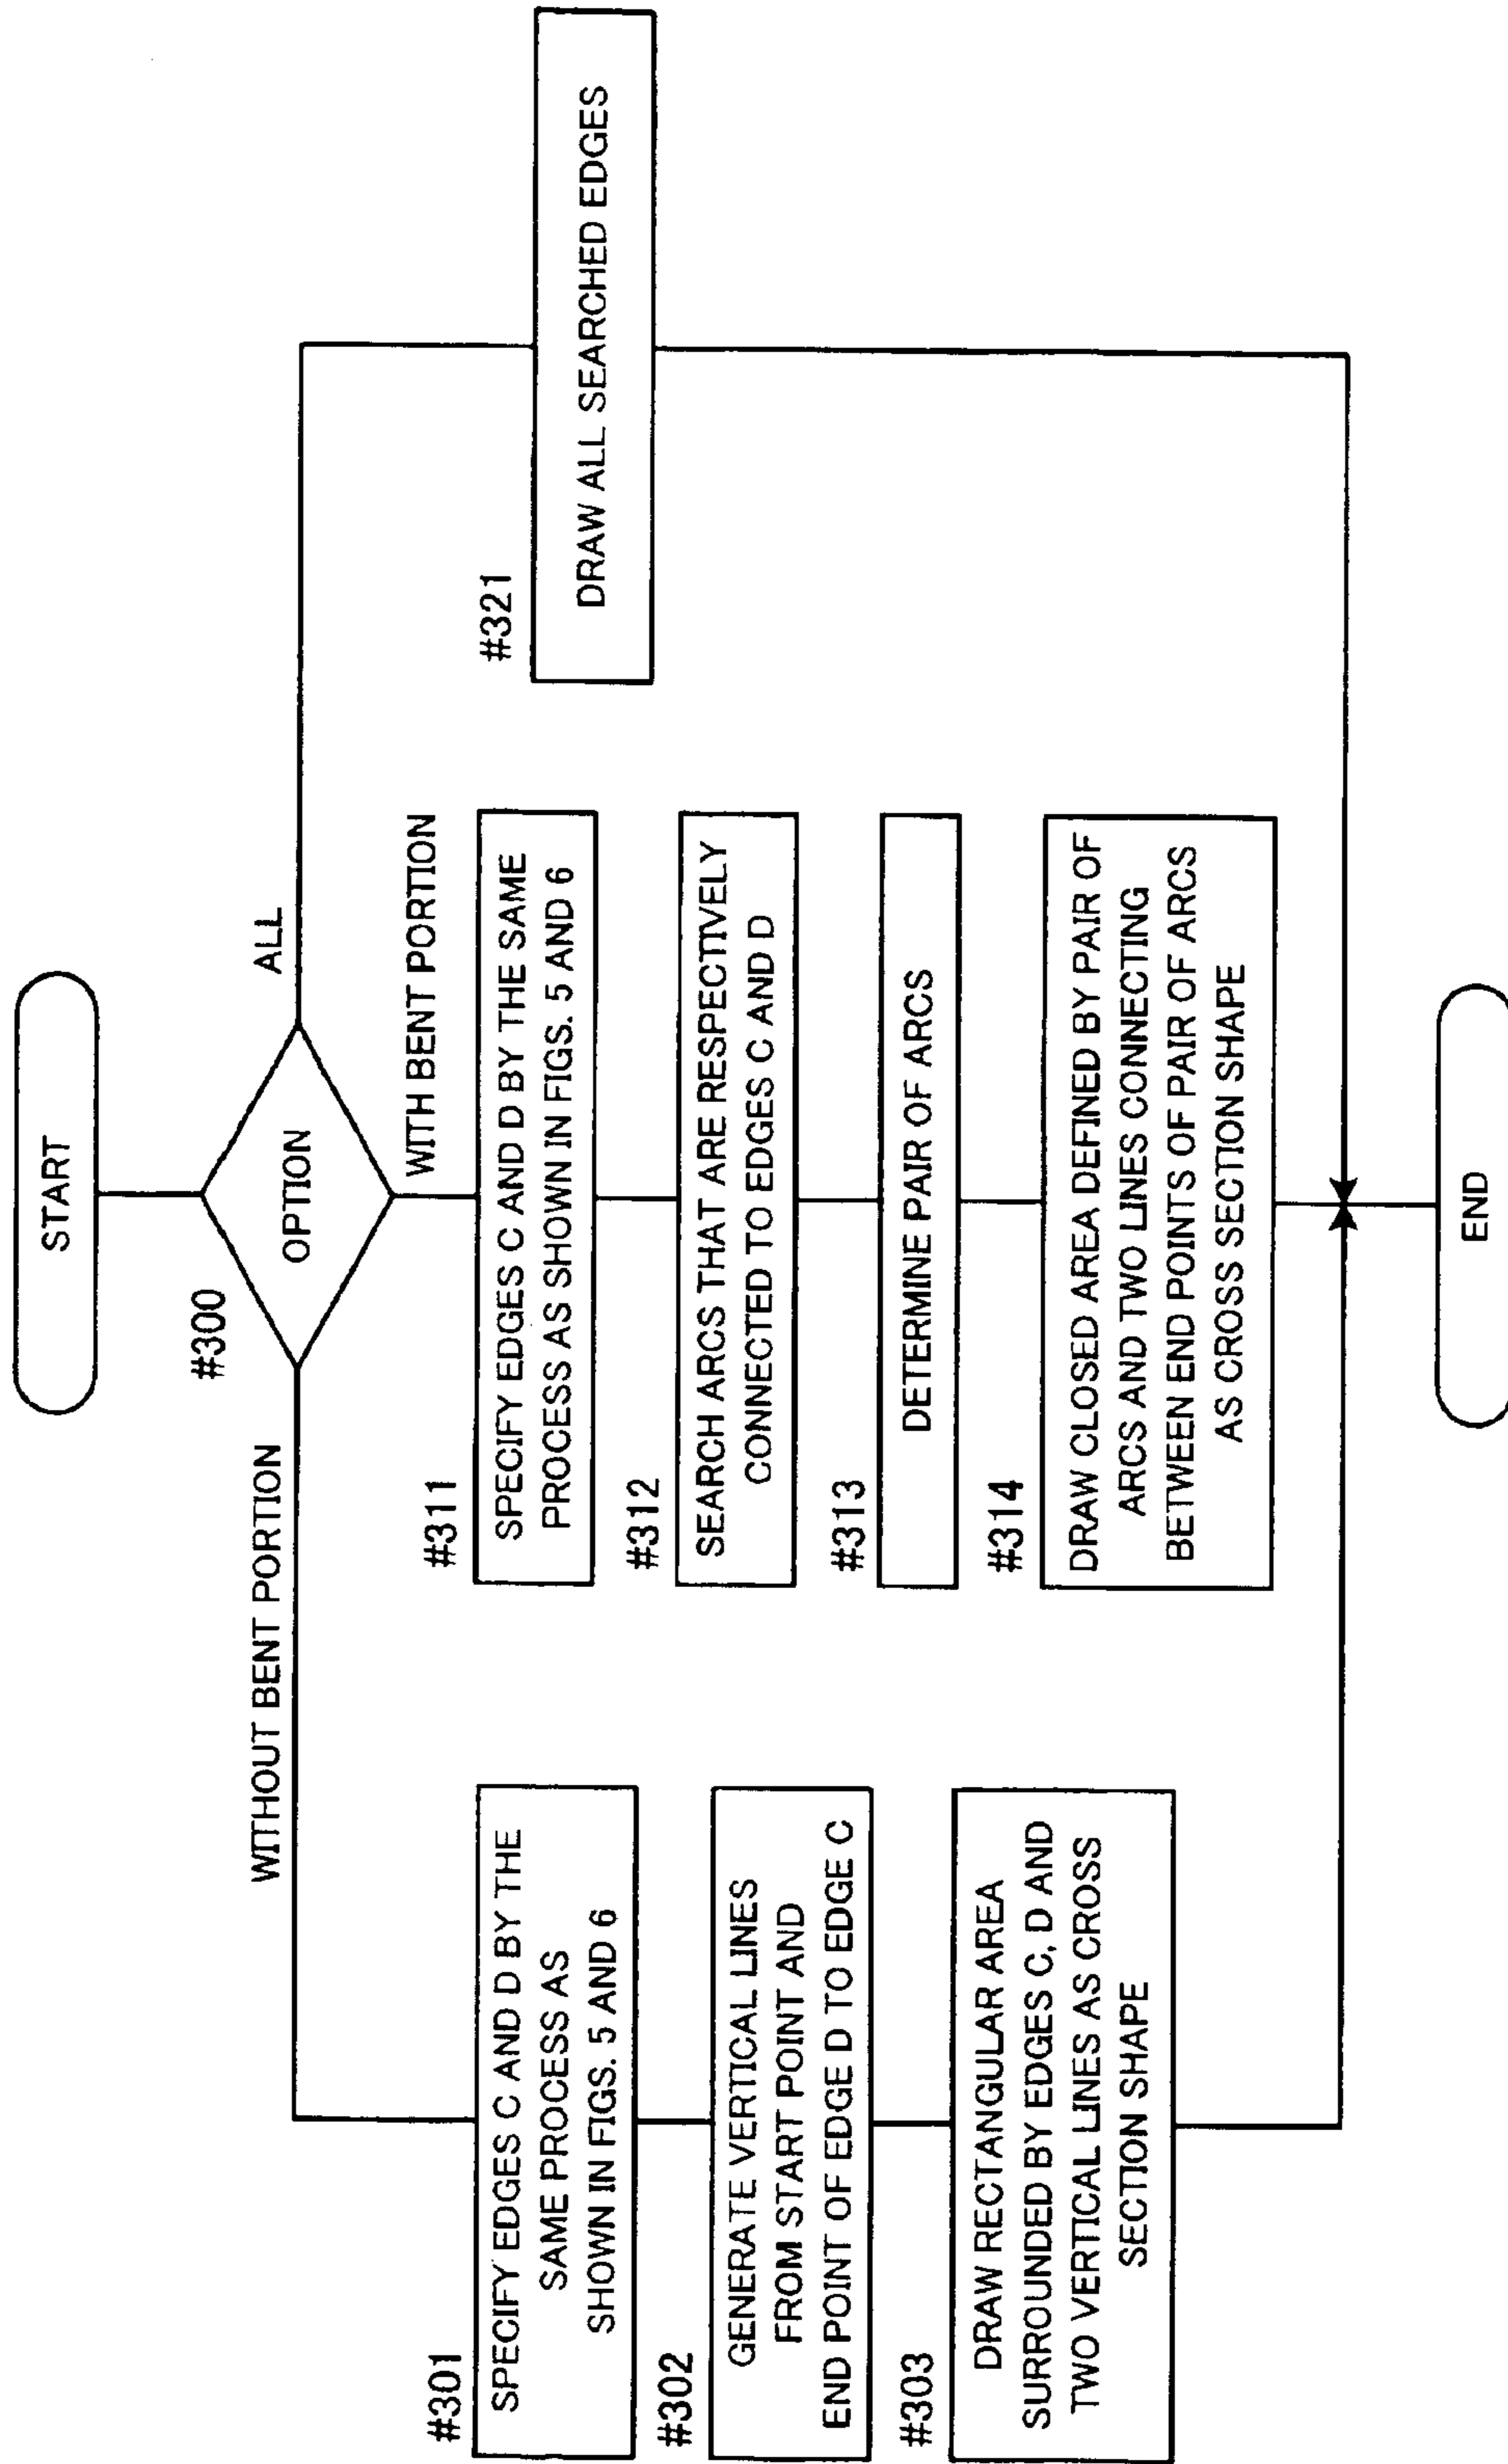 START
#300
OPTION
WITHOUT BENT PORTION
WITH BENT PORTION
ALL
#301
SPECIFY EDGES C AND D BY THE
SAME PROCESS AS
SHOWN IN FIGS. 5 AND 6
#302
GENERATE VERTICAL LINES
FROM START POINT AND
END POINT OF EDGE D TO EDGE C
#303
DRAW RECTANGULAR AREA
SURROUNDED BY EDGES C, D AND
TWO VERTICAL LINES AS CROSS
SECTION SHAPE
#311
SPECIFY EDGES C AND D BY THE SAME
PROCESS AS SHOWN IN FIGS. 5 AND 6
#312
SEARCH ARCS THAT ARE RESPECTIVELY
CONNECTED TO EDGES C AND D
#313
DETERMINE PAIR OF ARCS
#314
DRAW CLOSED AREA DEFINED BY PAIR OF
ARCS AND TWO LINES CONNECTING
BETWEEN END POINTS OF PAIR OF ARCS
AS CROSS SECTION SHAPE
#321
DRAW ALL SEARCHED EDGES
END